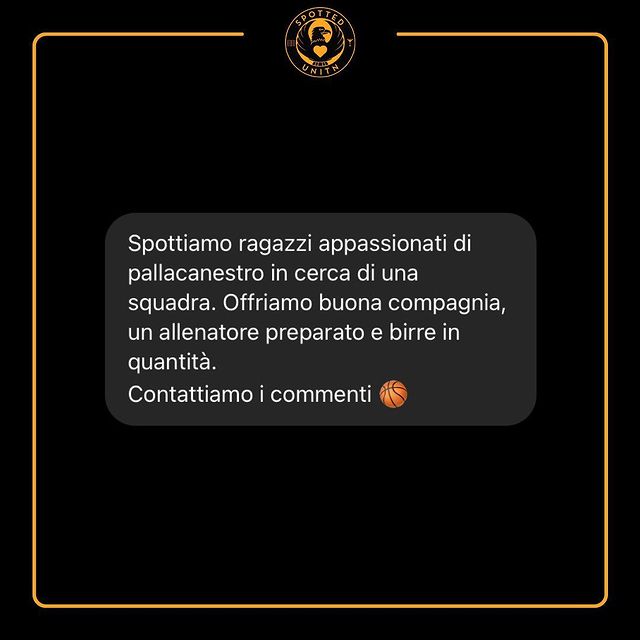 SPOTTED
UNITN
Spottiamo ragazzi appassionati di
pallacanestro in cerca di una
squadra. Offriamo buona compagnia,
un allenatore preparato e birre in
quantità.
Contattiamo i commenti 🏀